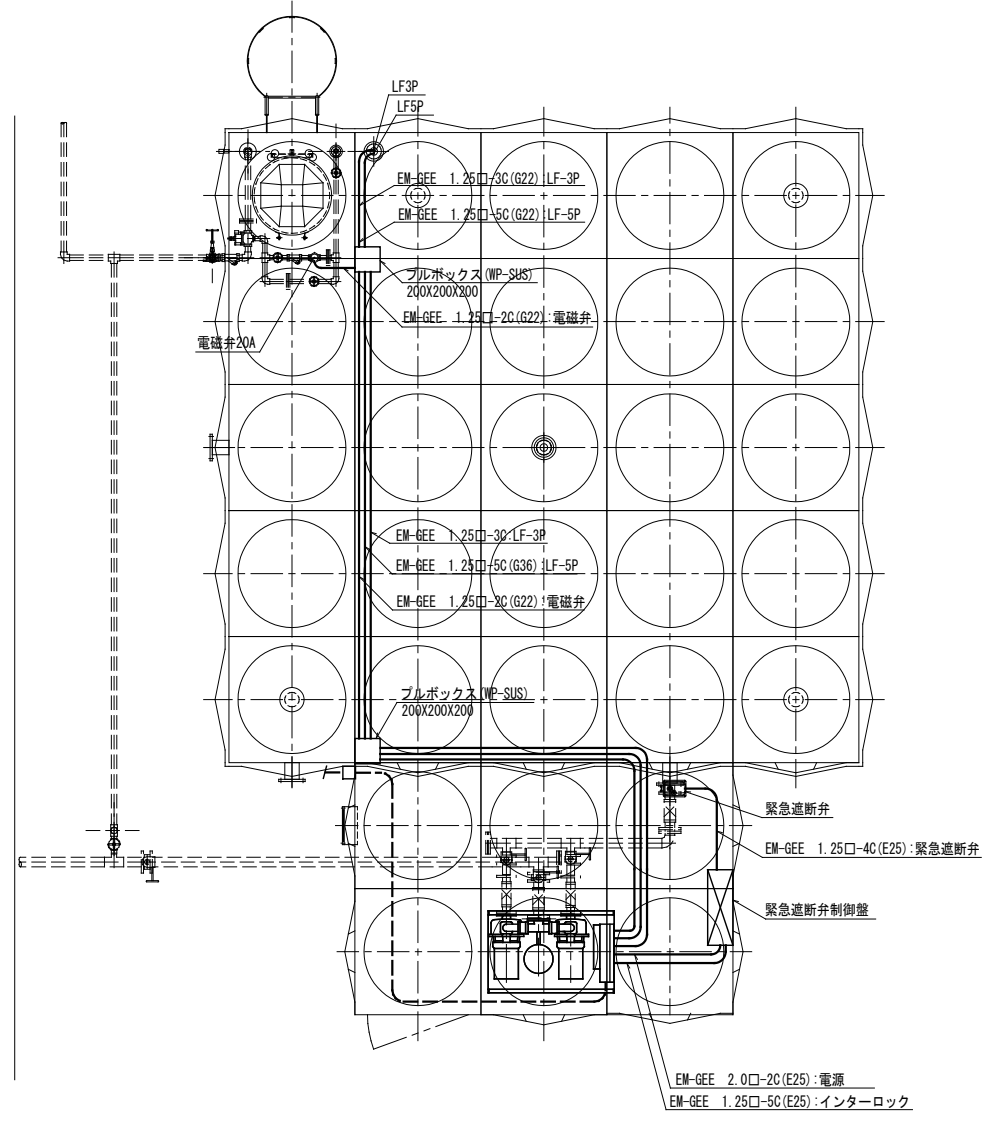 LF3P
LF5P
EM-GEE 1.25□-3C(G22):LF-3P
EM-GEE 1.25□-5C(G22):LF-5P
プルボックス(WP-SUS)
200X200X200
EM-GEE 1.25□-2C(G22):電磁弁
電磁弁20A
EM-GEE 1.25□-3C:LF-3P
EM-GEE 1.25□-5C(G36):LF-5P
EM-GEE 1.25□-2C(G22):電磁弁
プルボックス(WP-SUS)
200X200X200
緊急遮断弁
EM-GEE 1.25□-4C(E25):緊急遮断弁
緊急遮断弁制御盤
EM-GEE 2.0□-2C(E25):電源
EM-GEE 1.25□-5C(E25):インターロック